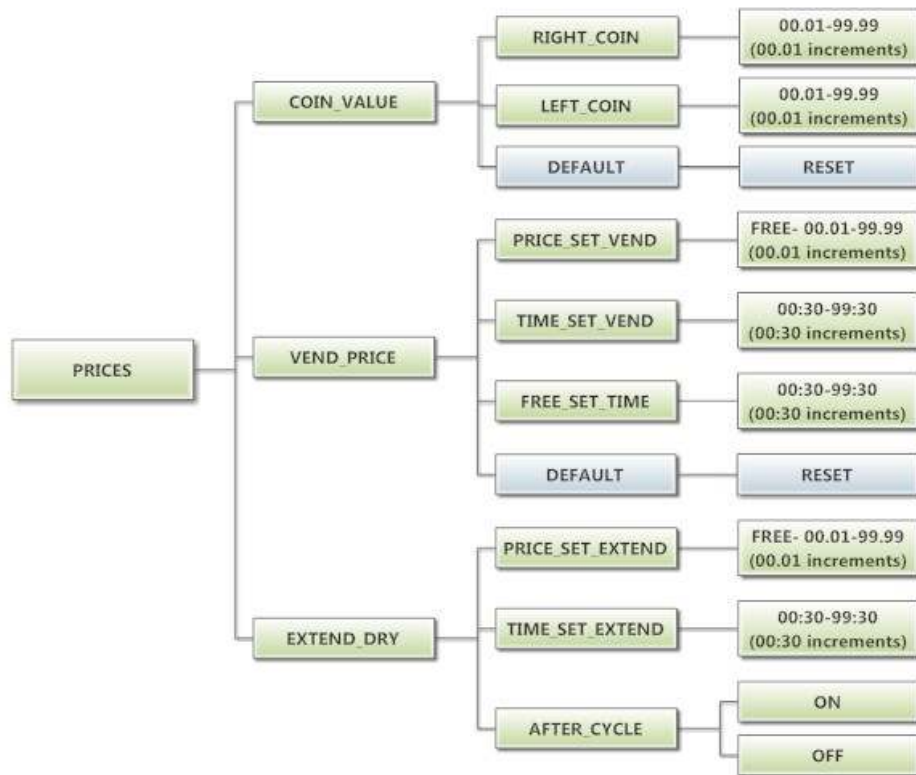 PRICES
COIN_VALUE
RIGHT_COIN
00.01-99.99
(00.01 increments)
LEFT_COIN
00.01-99.99
(00.01 increments)
DEFAULT
RESET
VEND_PRICE
PRICE_SET_VEND
FREE- 00.01-99.99
(00.01 increments)
TIME_SET_VEND
00:30-99:30
(00:30 increments)
FREE_SET_TIME
00:30-99:30
(00:30 increments)
DEFAULT
RESET
EXTEND_DRY
PRICE_SET_EXTEND
FREE- 00.01-99.99
(00.01 increments)
TIME_SET_EXTEND
00:30-99:30
(00:30 increments)
AFTER_CYCLE
ON
OFF